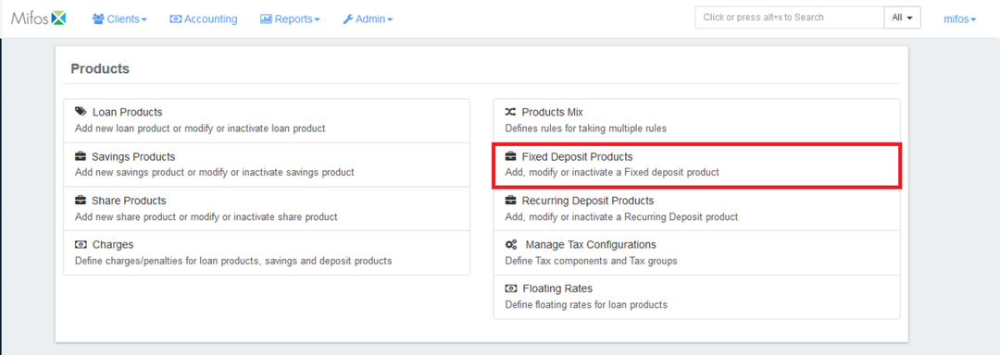 Mifos Clients Accounting Reports Admin Click or press alt+x to Search All mifos
Products
Loan Products
Add new loan product or modify or inactivate loan product
Savings Products
Add new savings product or modify or inactivate savings product
Share Products
Add new share product or modify or inactivate share product
Charges
Define charges/penalties for loan products, savings and deposit products
Products Mix
Defines rules for taking multiple rules
Fixed Deposit Products
Add, modify or inactivate a Fixed deposit product
Recurring Deposit Products
Add, modify or inactivate a Recurring Deposit product
Manage Tax Configurations
Define Tax components and Tax groups
Floating Rates
Define floating rates for loan products